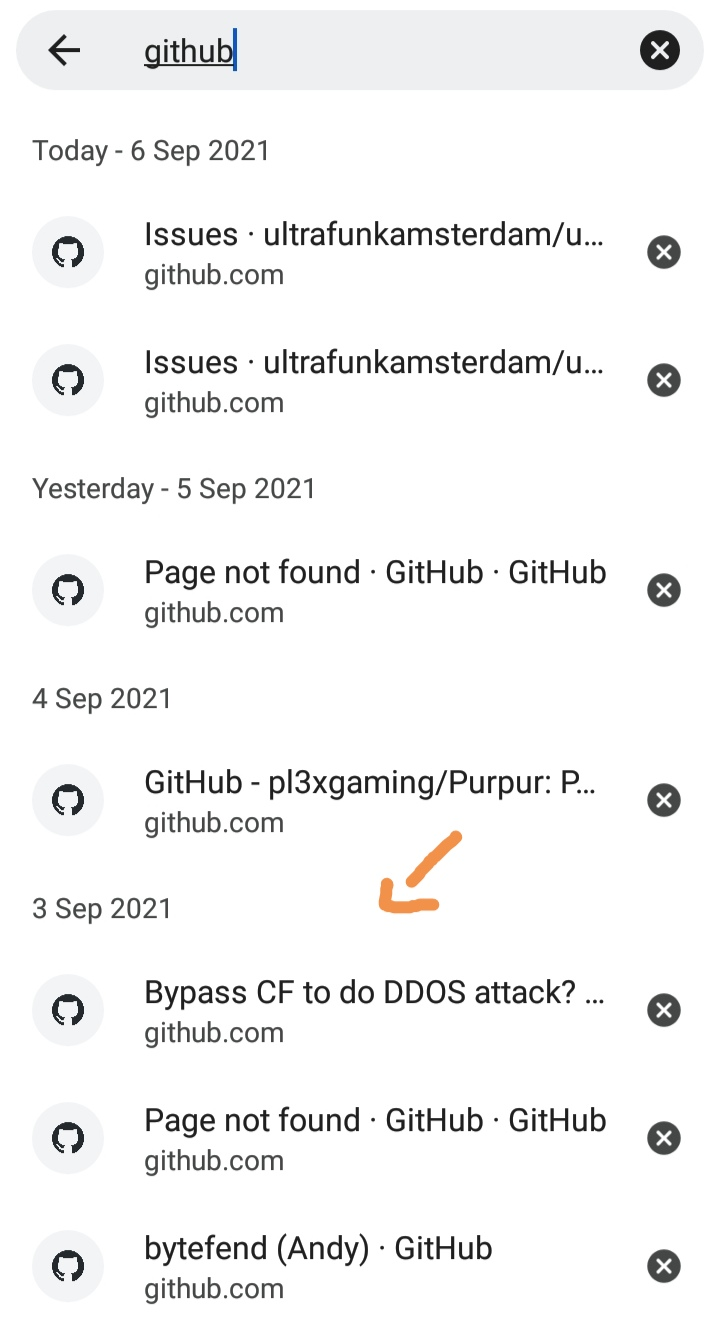 github
Today - 6 Sep 2021
Issues · ultrafunkamsterdam/u...
github.com
Issues · ultrafunkamsterdam/u...
github.com
Yesterday - 5 Sep 2021
Page not found · GitHub · GitHub
github.com
4 Sep 2021
GitHub - pl3xgaming/Purpur: P...
github.com
3 Sep 2021
Bypass CF to do DDOS attack? ...
github.com
Page not found · GitHub · GitHub
github.com
bytefend (Andy) · GitHub
github.com